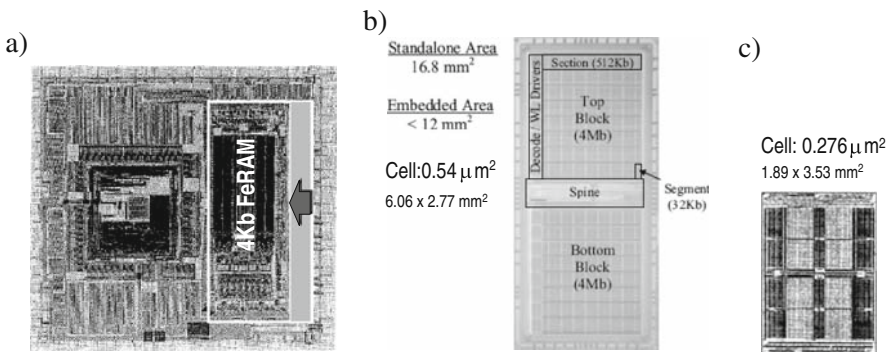 a)
4Kb FeRAM
b)
Standalone Area
16.8 mm²
Embedded Area
< 12 mm²
Cell:0.54 μm²
6.06 x 2.77 mm²
Section (512Kb)
Decode / WL Drivers
Top
Block
(4Mb)
Spine
Segment
(32Kb)
Bottom
Block
(4Mb)
c)
Cell: 0.276 μm²
1.89 x 3.53 mm²